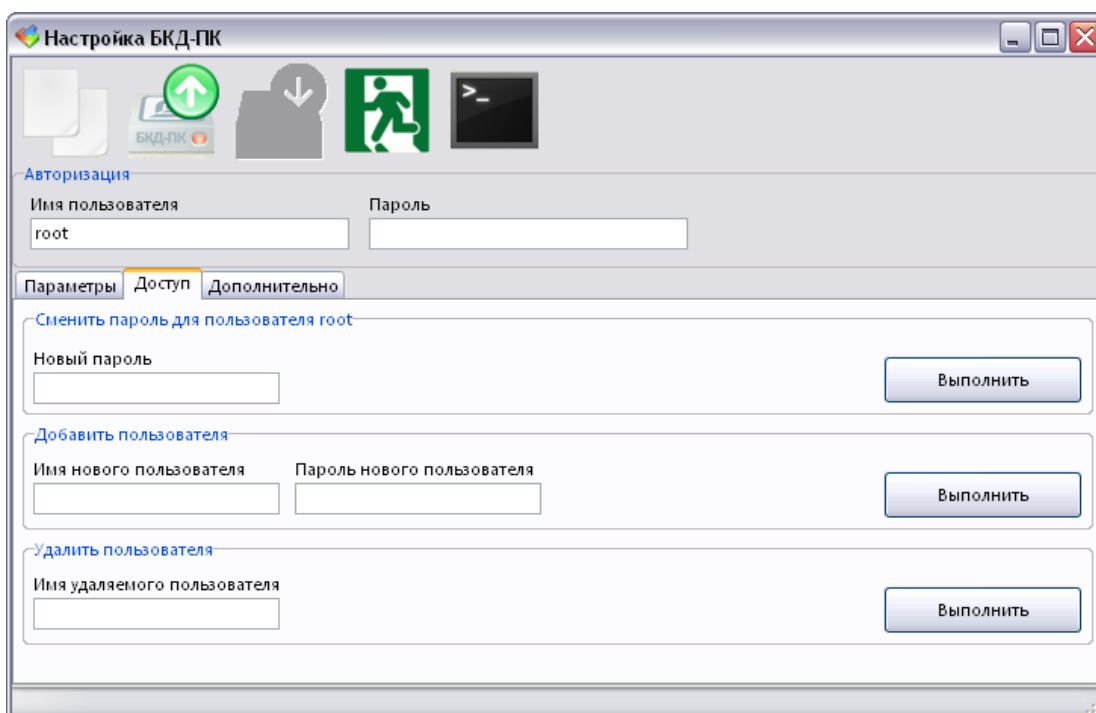 Настройка БКД-ПК
БКД-ПК
>_
Авторизация
Имя пользователя Пароль
root
Параметры Доступ Дополнительно
Сменить пароль для пользователя root
Новый пароль
Выполнить
Добавить пользователя
Имя нового пользователя Пароль нового пользователя
Выполнить
Удалить пользователя
Имя удаляемого пользователя
Выполнить